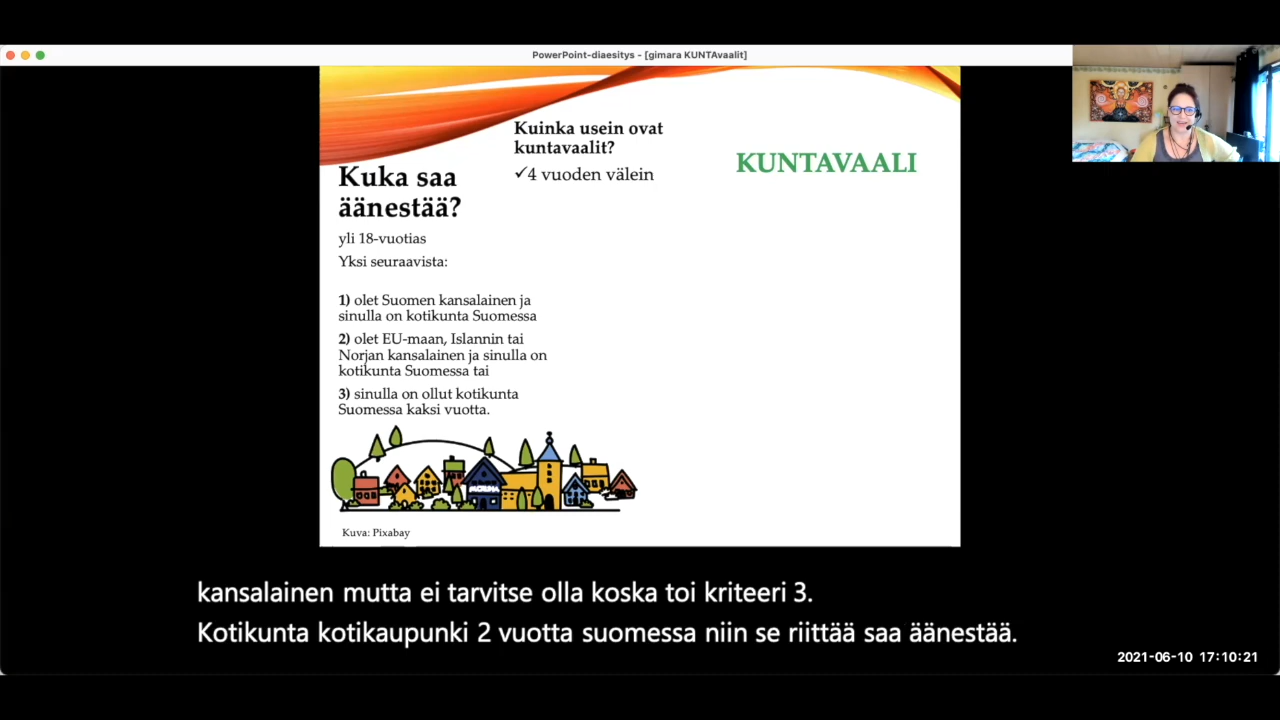 PowerPoint-diaesitys - [gimara KUNTAvaalit]
Kuinka usein ovat
kuntavaalit?
✓4 vuoden välein
KUNTAVAALI
Kuka saa
äänestää?
yli 18-vuotias
Yksi seuraavista:
1) olet Suomen kansalainen ja
sinulla on kotikunta Suomessa
2) olet EU-maan, Islannin tai
Norjan kansalainen ja sinulla on
kotikunta Suomessa tai
3) sinulla on ollut kotikunta
Suomessa kaksi vuotta.
Kuva: Pixabay
kansalainen mutta ei tarvitse olla koska toi kriteeri 3.
Kotikunta kotikaupunki 2 vuotta suomessa niin se riittää saa äänestää.
2021-06-10 17:10:21